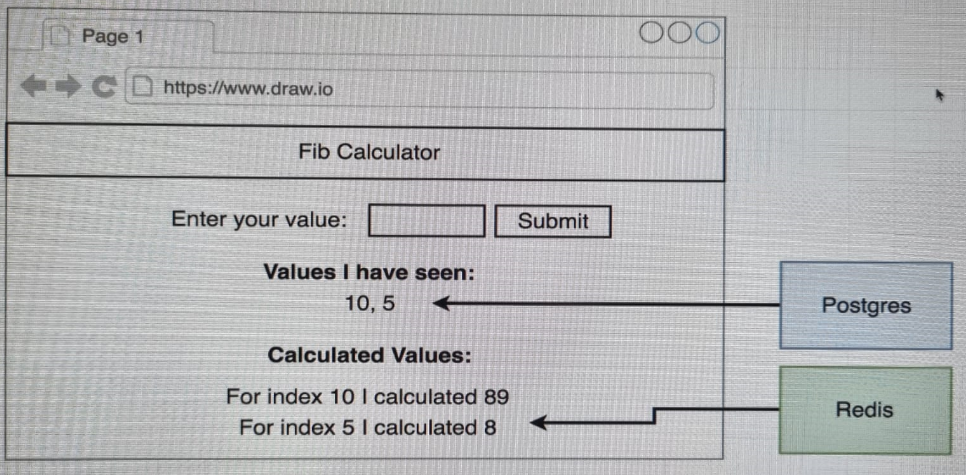 Page 1
https://www.draw.io
Fib Calculator
Enter your value: Submit
Values I have seen:
10, 5
Postgres
Calculated Values:
For index 10 I calculated 89
For index 5 I calculated 8
Redis